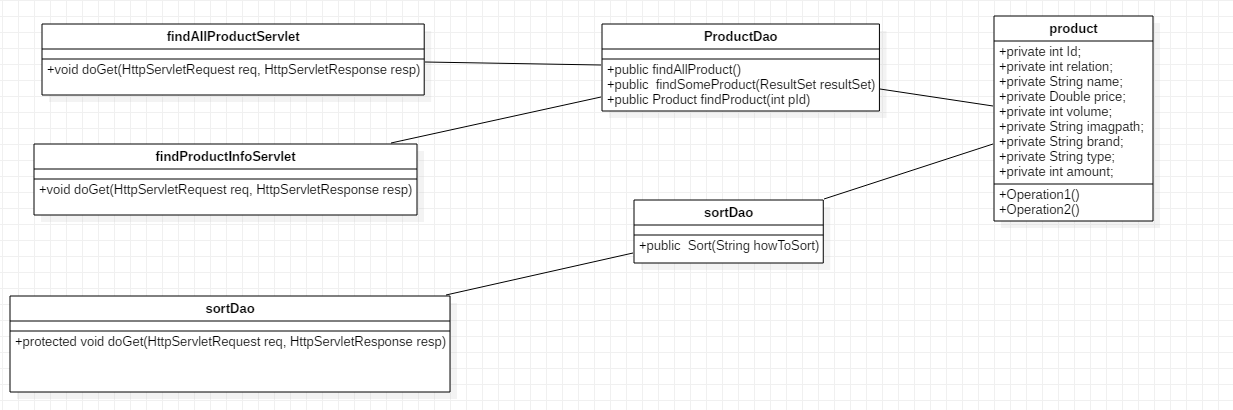 findAllProductServlet
+void doGet(HttpServletRequest req, HttpServletResponse resp)
ProductDao
+public findAllProduct()
+public  findSomeProduct(ResultSet resultSet)
+public Product findProduct(int pId)
product
+private int Id;
+private int relation;
+private String name;
+private Double price;
+private int volume;
+private String imagpath;
+private String brand;
+private String type;
+private int amount;
+Operation1()
+Operation2()
findProductInfoServlet
+void doGet(HttpServletRequest req, HttpServletResponse resp)
sortDao
+public  Sort(String howToSort)
sortDao
+protected void doGet(HttpServletRequest req, HttpServletResponse resp)